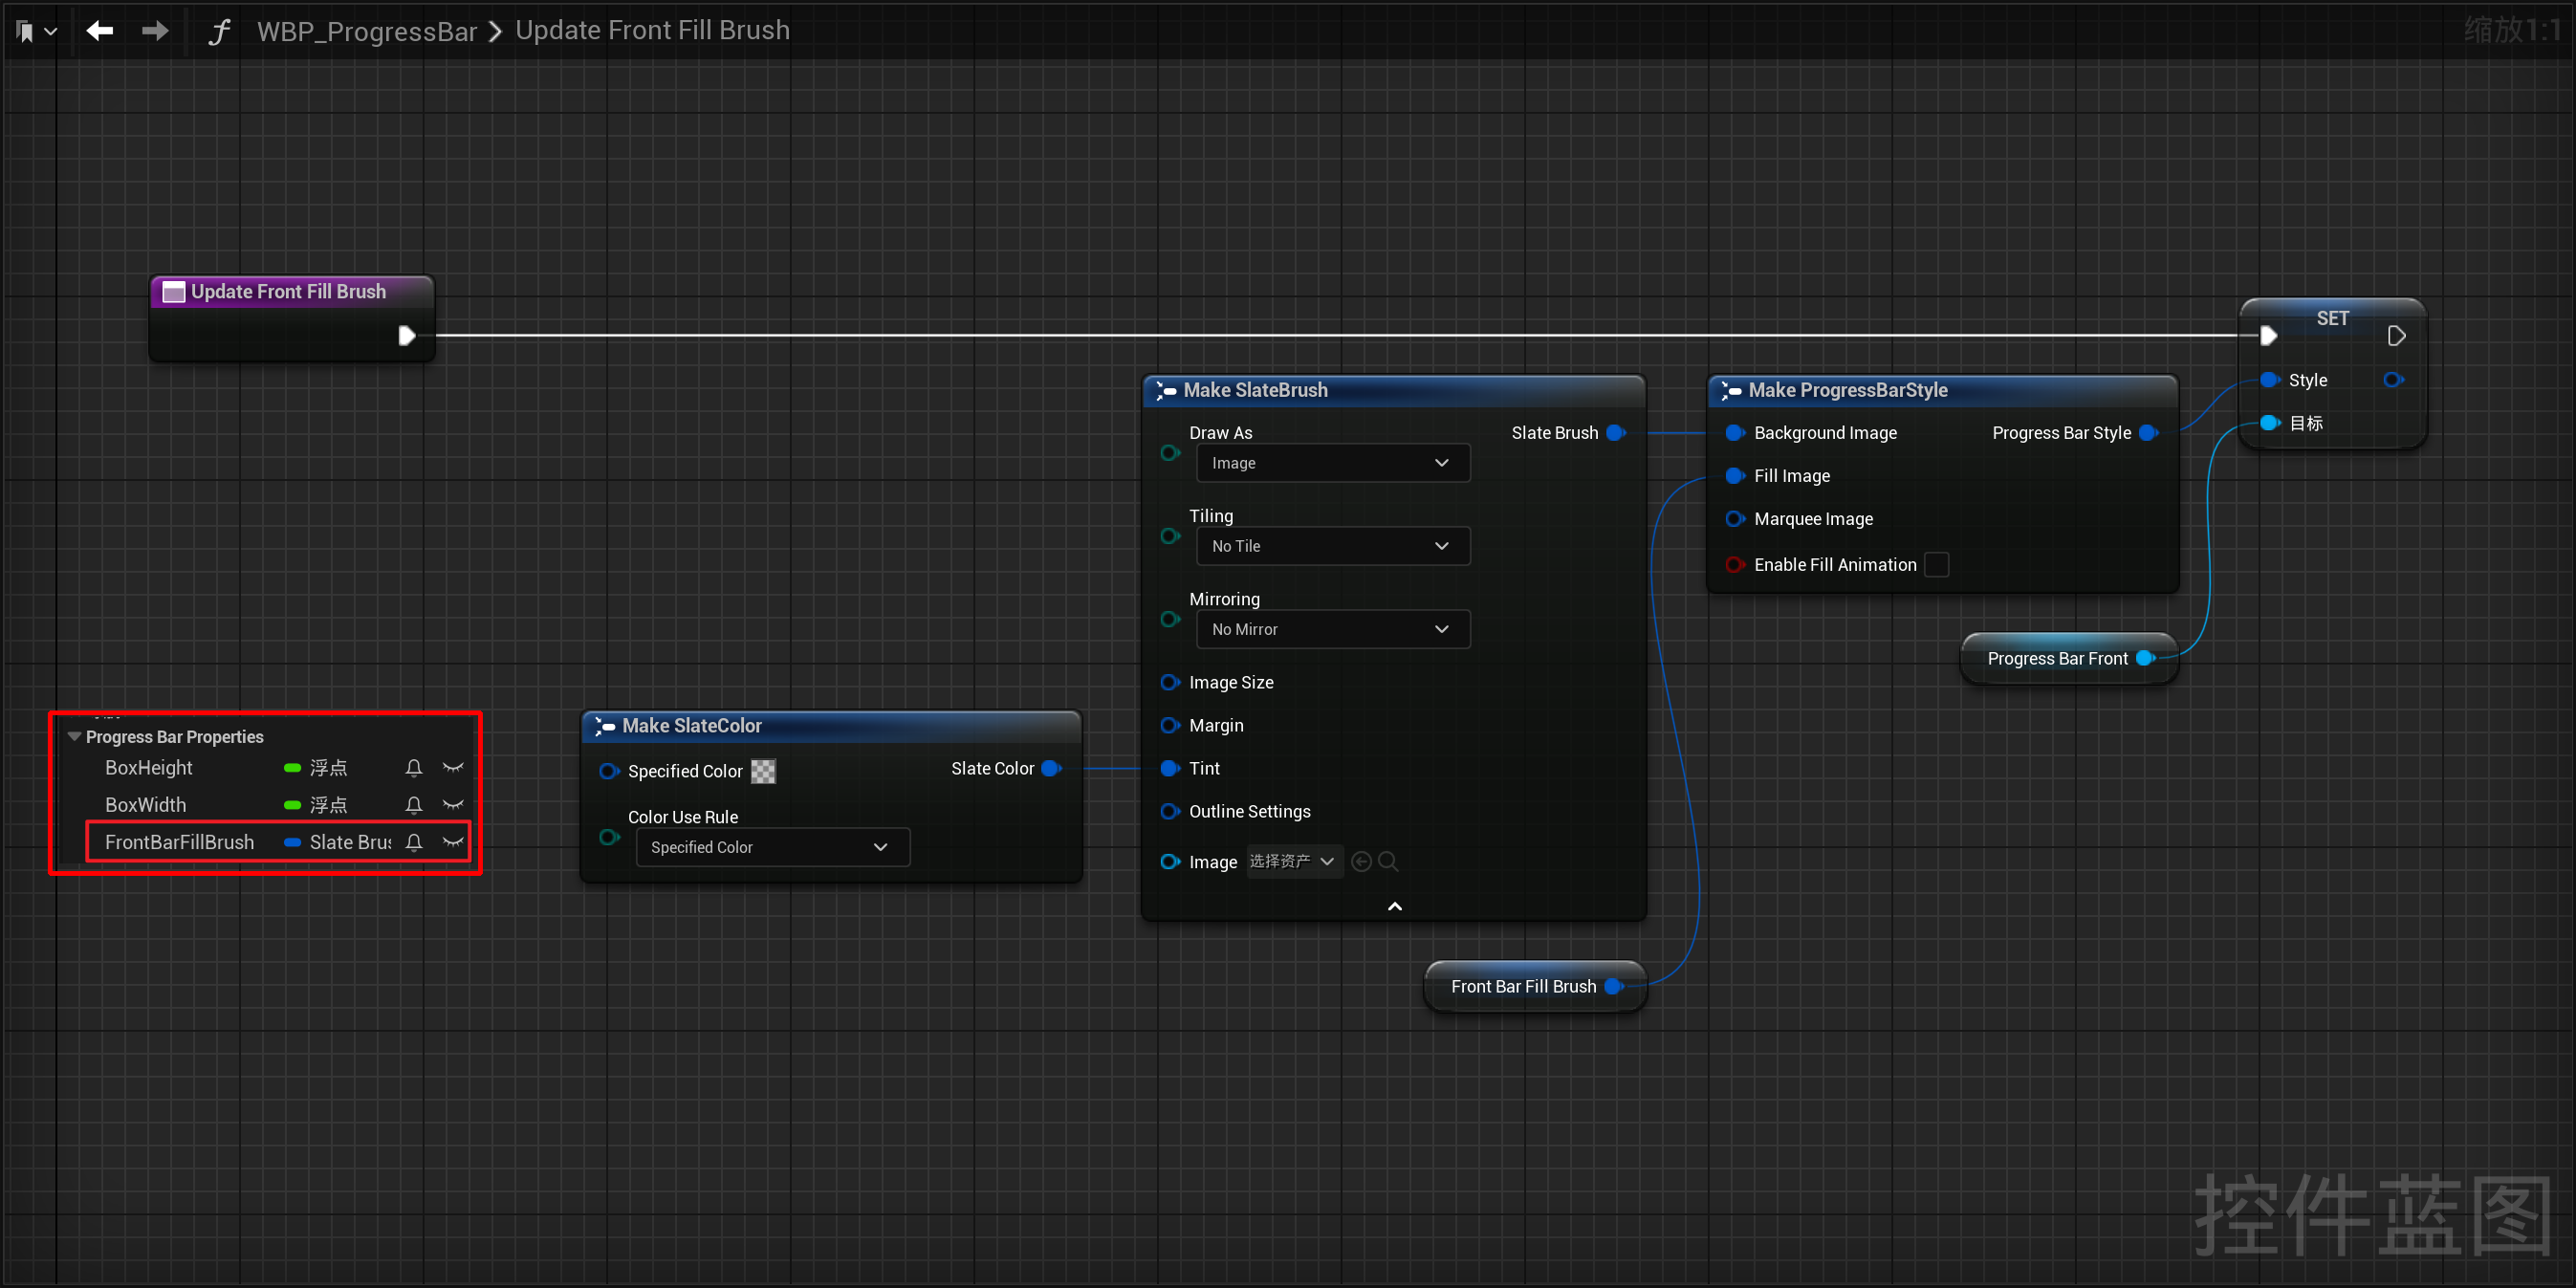 WBP_ProgressBar > Update Front Fill Brush
缩放1:1
Update Front Fill Brush
SET
Style
目标
Make SlateBrush
Draw As
Image
Slate Brush
Tiling
No Tile
Mirroring
No Mirror
Image Size
Margin
Tint
Outline Settings
Image 选择资产
Make ProgressBarStyle
Background Image
Progress Bar Style
Fill Image
Marquee Image
Enable Fill Animation
Progress Bar Front
Progress Bar Properties
BoxHeight 浮点
BoxWidth 浮点
FrontBarFillBrush Slate Brus
Make SlateColor
Specified Color
Slate Color
Color Use Rule
Specified Color
Front Bar Fill Brush
控件蓝图